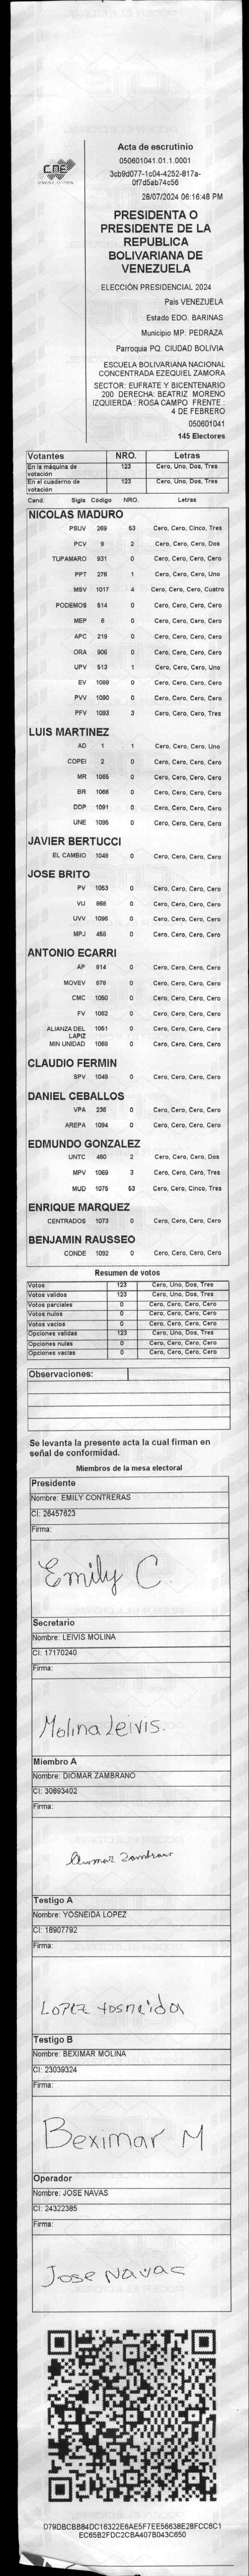 CNE
Acta de escrutinio
050601041.01.1.0001
3cb9d077-1c04-4252-817a-
0f7d5ab74c56
28/07/2024 06:16:48 PM
PRESIDENTA O
PRESIDENTE DE LA
REPUBLICA
BOLIVARIANA DE
VENEZUELA
ELECCIÓN PRESIDENCIAL 2024
Pais VENEZUELA
Estado EDO. BARINAS
Municipio MP. PEDRAZA
Parroquia PQ. CIUDAD BOLIVIA
ESCUELA BOLIVARIANA NACIONAL
CONCENTRADA EZEQUIEL ZAMORA
SECTOR: EUFRATE Y BICENTENARIO
200 DERECHA: BEATRIZ MORENO
IZQUIERDA : ROSA CAMPO FRENTE :
4 DE FEBRERO
050601041
145 Electores
Votantes NRO. Letras
En la máquina de votación 123 Cero, Uno, Dos, Tres
En el cuaderno de votación 123 Cero, Uno, Dos, Tres
Cand: Sigla Código NRO. Letras
NICOLAS MADURO
PSUV 269 53 Cero, Cero, Cinco, Tres
PCV 9 2 Cero, Cero, Cero, Dos
TUPAMARO 931 0 Cero, Cero, Cero, Cero
PPT 276 1 Cero, Cero, Cero, Uno
MSV 1017 4 Cero, Cero, Cero, Cuatro
PODEMOS 514 0 Cero, Cero, Cero, Cero
MEP 6 0 Cero, Cero, Cero, Cero
APC 219 0 Cero, Cero, Cero, Cero
ORA 906 0 Cero, Cero, Cero, Cero
UPV 513 1 Cero, Cero, Cero, Uno
EV 1089 0 Cero, Cero, Cero, Cero
PVV 1090 0 Cero, Cero, Cero, Cero
PFV 1093 3 Cero, Cero, Cero, Tres
LUIS MARTINEZ
AD 1 1 Cero, Cero, Cero, Uno
COPEI 2 0 Cero, Cero, Cero, Cero
MR 1065 0 Cero, Cero, Cero, Cero
BR 1066 0 Cero, Cero, Cero, Cero
DDP 1091 0 Cero, Cero, Cero, Cero
UNE 1095 0 Cero, Cero, Cero, Cero
JAVIER BERTUCCI
EL CAMBIO 1048 0 Cero, Cero, Cero, Cero
JOSE BRITO
PV 1053 0 Cero, Cero, Cero, Cero
VU 868 0 Cero, Cero, Cero, Cero
UVV 1096 0 Cero, Cero, Cero, Cero
MPJ 458 0 Cero, Cero, Cero, Cero
ANTONIO ECARRI
AP 814 0 Cero, Cero, Cero, Cero
MOVEV 878 0 Cero, Cero, Cero, Cero
CMC 1050 0 Cero, Cero, Cero, Cero
FV 1062 0 Cero, Cero, Cero, Cero
ALIANZA DEL LAPIZ 1051 0 Cero, Cero, Cero, Cero
MIN UNIDAD 1068 0 Cero, Cero, Cero, Cero
CLAUDIO FERMIN
SPV 1049 0 Cero, Cero, Cero, Cero
DANIEL CEBALLOS
VPA 236 0 Cero, Cero, Cero, Cero
AREPA 1094 0 Cero, Cero, Cero, Cero
EDMUNDO GONZALEZ
UNTC 460 2 Cero, Cero, Cero, Dos
MPV 1069 3 Cero, Cero, Cero, Tres
MUD 1075 53 Cero, Cero, Cinco, Tres
ENRIQUE MARQUEZ
CENTRADOS 1073 0 Cero, Cero, Cero, Cero
BENJAMIN RAUSSEO
CONDE 1092 0 Cero, Cero, Cero, Cero
Resumen de votos
Votos 123 Cero, Uno, Dos, Tres
Votos validos 123 Cero, Uno, Dos, Tres
Votos parciales 0 Cero, Cero, Cero, Cero
Votos nulos 0 Cero, Cero, Cero, Cero
Votos vacios 0 Cero, Cero, Cero, Cero
Opciones validas 123 Cero, Uno, Dos, Tres
Opciones nulas 0 Cero, Cero, Cero, Cero
Opciones vacias 0 Cero, Cero, Cero, Cero
Observaciones:
Se levanta la presente acta la cual firman en
señal de conformidad.
Miembros de la mesa electoral
Presidente
Nombre: EMILY CONTRERAS
CI: 26457623
Firma:
Emily C.
Secretario
Nombre: LEIVIS MOLINA
CI: 17170240
Firma:
Molina Leivis.
Miembro A
Nombre: DIOMAR ZAMBRANO
CI: 30893402
Firma:
Diomar Zambrano
Testigo A
Nombre: YOSNEIDA LOPEZ
CI: 18907792
Firma:
Lopez Yosneida
Testigo B
Nombre: BEXIMAR MOLINA
CI: 23039324
Firma:
Beximar M
Operador
Nombre: JOSE NAVAS
CI: 24322385
Firma:
Jose Navas
D79DBCBB84DC16322E6AE5F7EE56638E28FCC8C1
EC65B2FDC2CBA407B043C650